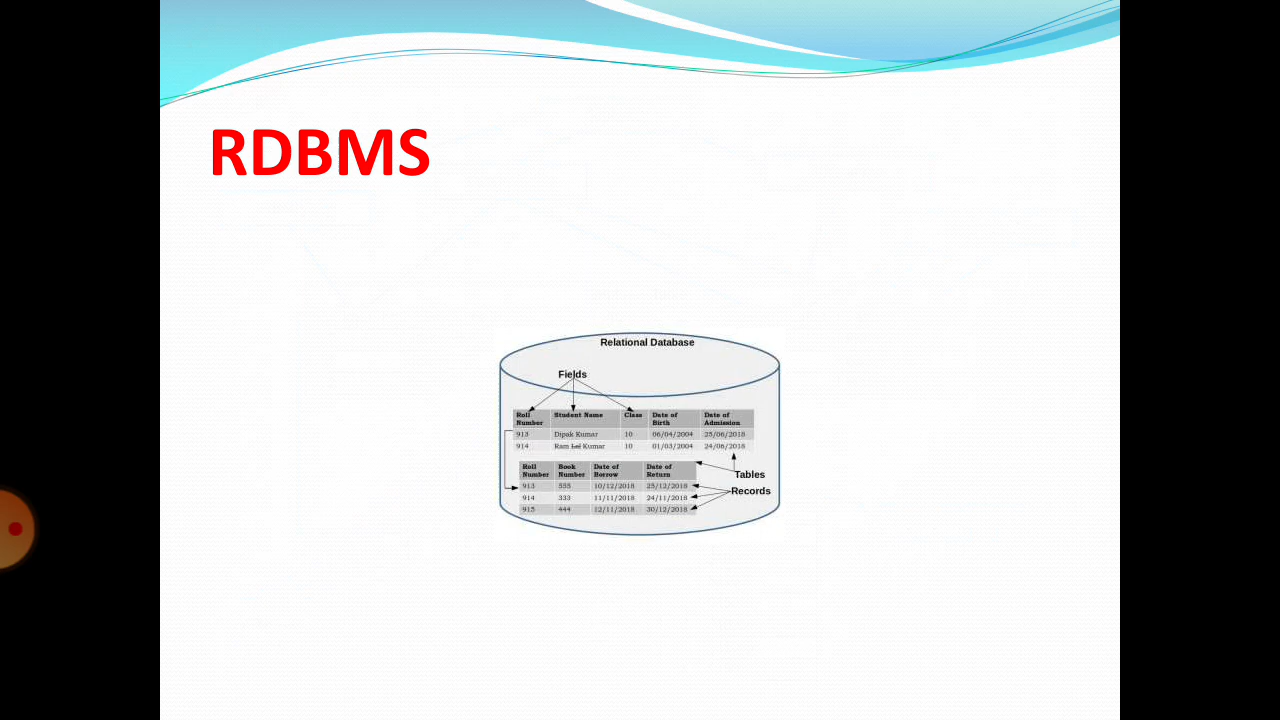 RDBMS
Relational Database
Fields
Roll Number Student Name Class Date of Birth Date of Admission
913 Dipak Kumar 10 06/04/2004 25/06/2018
914 Ram Lal Kumar 10 01/03/2004 24/06/2018
Roll Number Book Number Date of Borrow Date of Return
913 555 10/12/2018 25/12/2018
914 333 11/11/2018 24/11/2018
915 444 12/11/2018 30/12/2018
Tables
Records